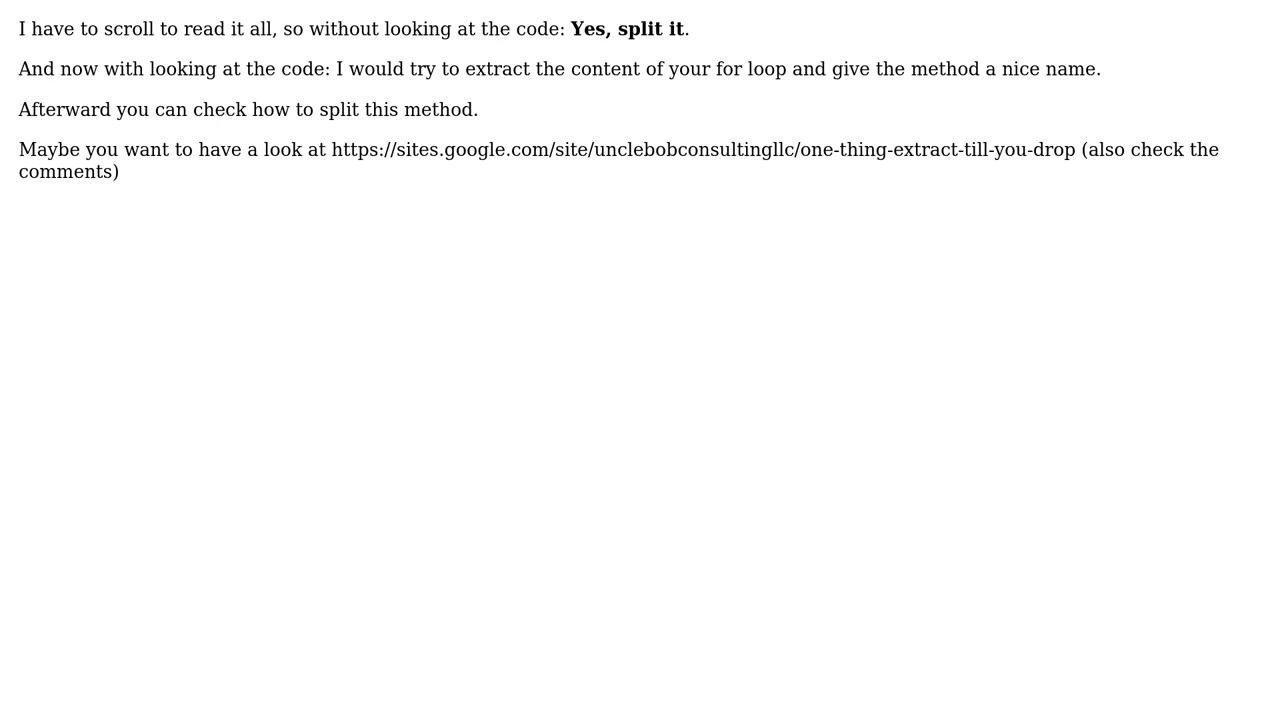 I have to scroll to read it all, so without looking at the code: Yes, split it.
And now with looking at the code: I would try to extract the content of your for loop and give the method a nice name.
Afterward you can check how to split this method.
Maybe you want to have a look at https://sites.google.com/site/unclebobconsultingllc/one-thing-extract-till-you-drop (also check the
comments)